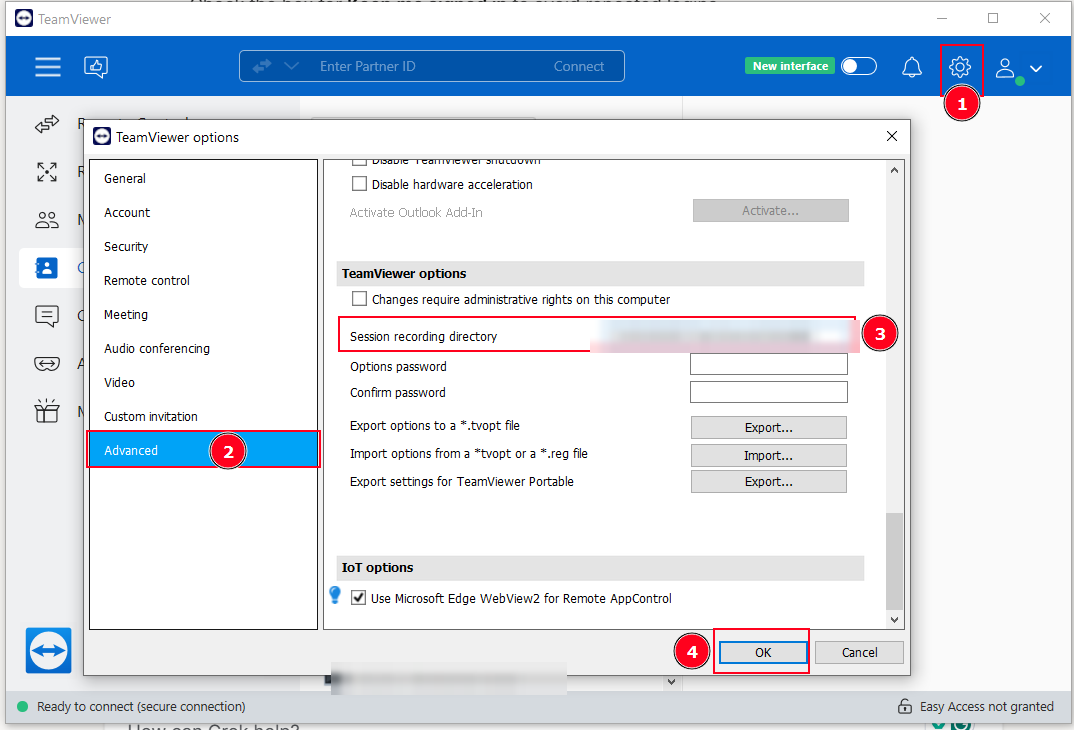 TeamViewer
Enter Partner ID
Connect
New interface
1
TeamViewer options
General
Account
Security
Remote control
Meeting
Audio conferencing
Video
Custom invitation
Advanced
2
Disable TeamViewer shutdown
Disable hardware acceleration
Activate Outlook Add-In
Activate...
TeamViewer options
Changes require administrative rights on this computer
Session recording directory
3
Options password
Confirm password
Export options to a *.tvopt file
Export...
Import options from a *tvopt or a *.reg file
Import...
Export settings for TeamViewer Portable
Export...
IoT options
Use Microsoft Edge WebView2 for Remote AppControl
4
OK
Cancel
Ready to connect (secure connection)
Easy Access not granted